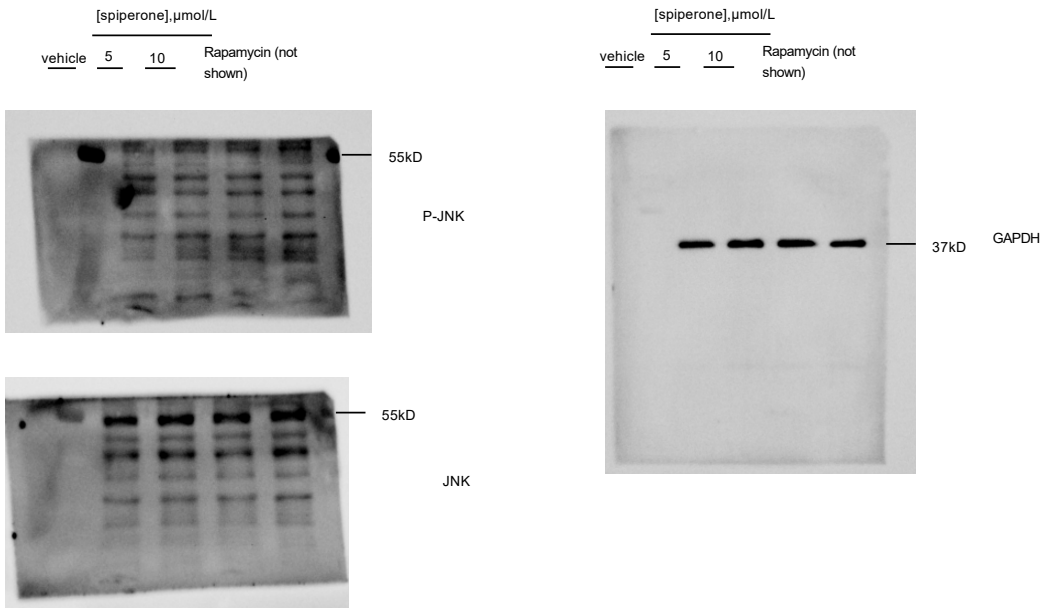 [spiperone],μmol/L
vehicle 5 10 Rapamycin (not
shown)
55kD
P-JNK
55kD
JNK
[spiperone],μmol/L
vehicle 5 10 Rapamycin (not
shown)
37kD GAPDH